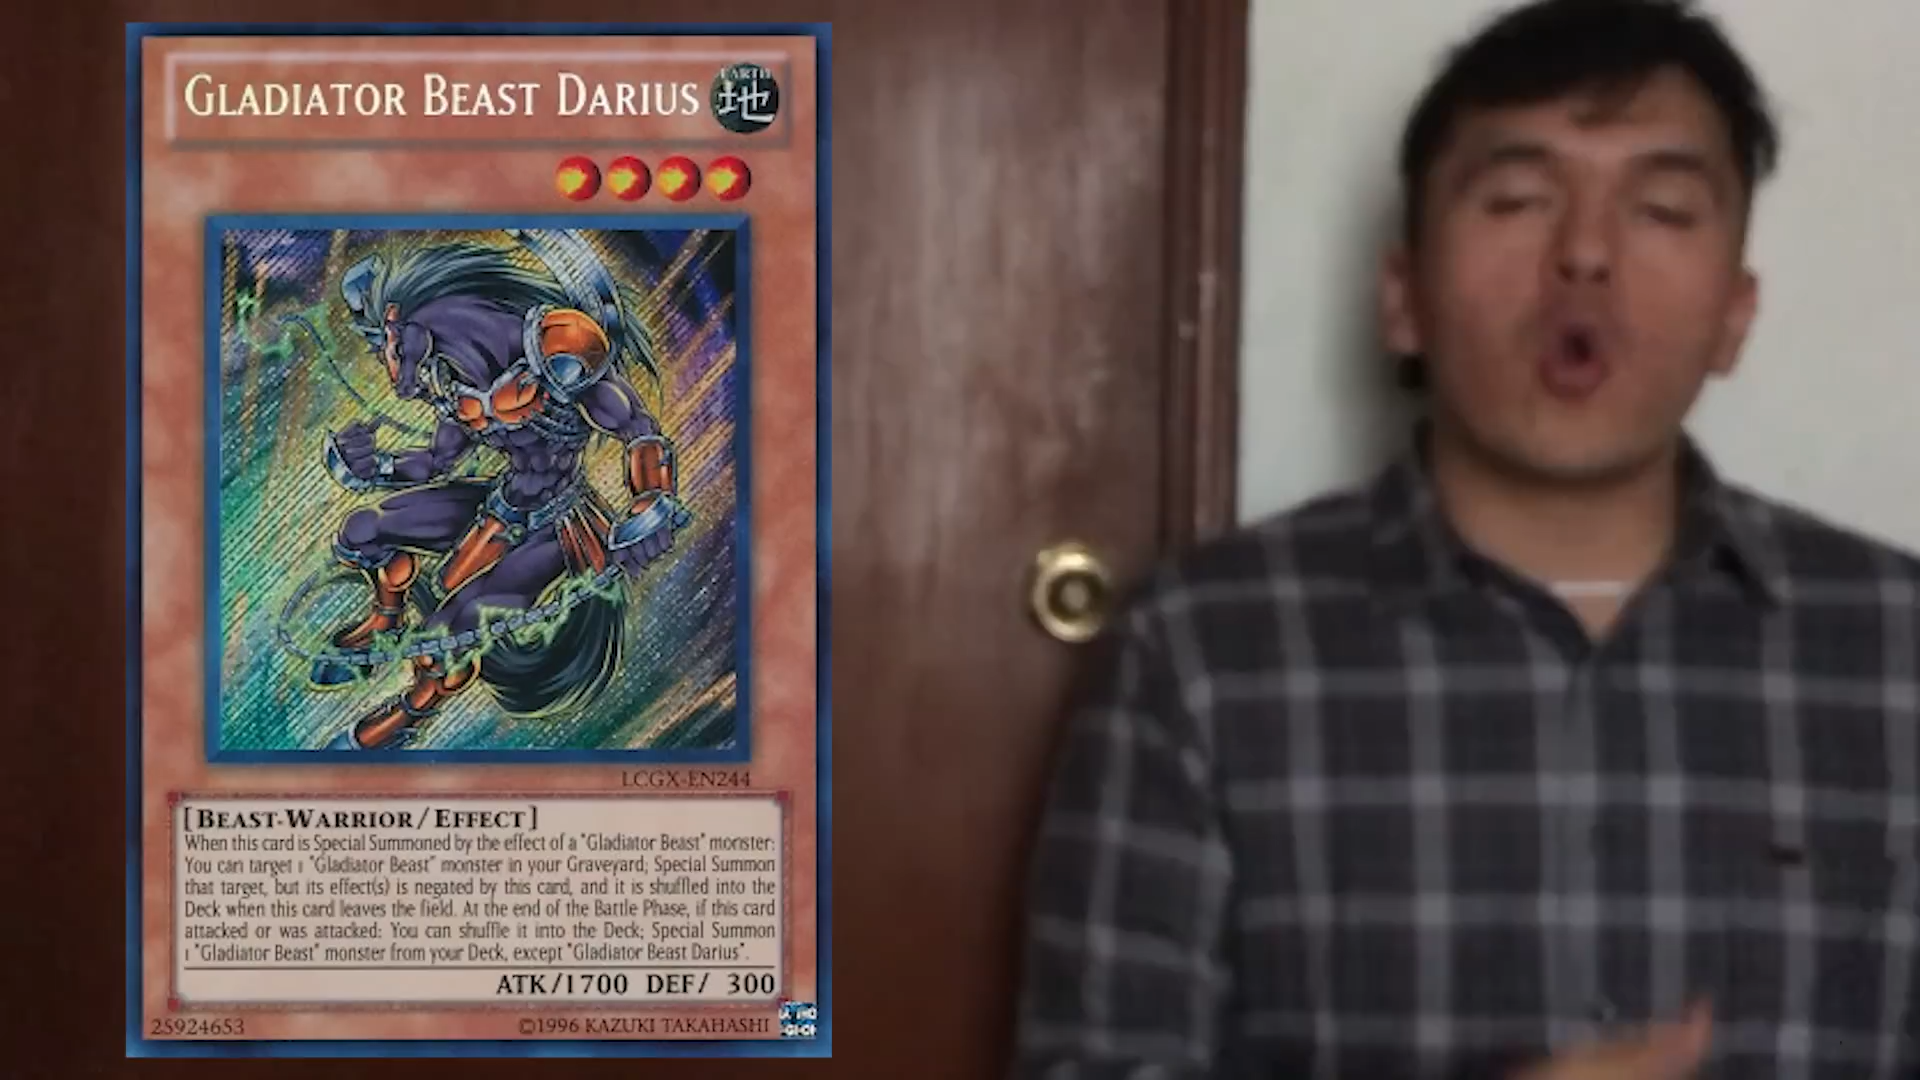 GLADIATOR BEAST DARIUS
EARTH
地
LCGX-EN244
[BEAST-WARRIOR/EFFECT]
When this card is Special Summoned by the effect of a "Gladiator Beast" monster:
You can target 1 "Gladiator Beast" monster in your Graveyard; Special Summon
that target, but its effect(s) is negated by this card, and it is shuffled into the
Deck when this card leaves the field. At the end of the Battle Phase, if this card
attacked or was attacked: You can shuffle it into the Deck; Special Summon
1 "Gladiator Beast" monster from your Deck, except "Gladiator Beast Darius".
ATK/1700 DEF/ 300
25924653
©1996 KAZUKI TAKAHASHI